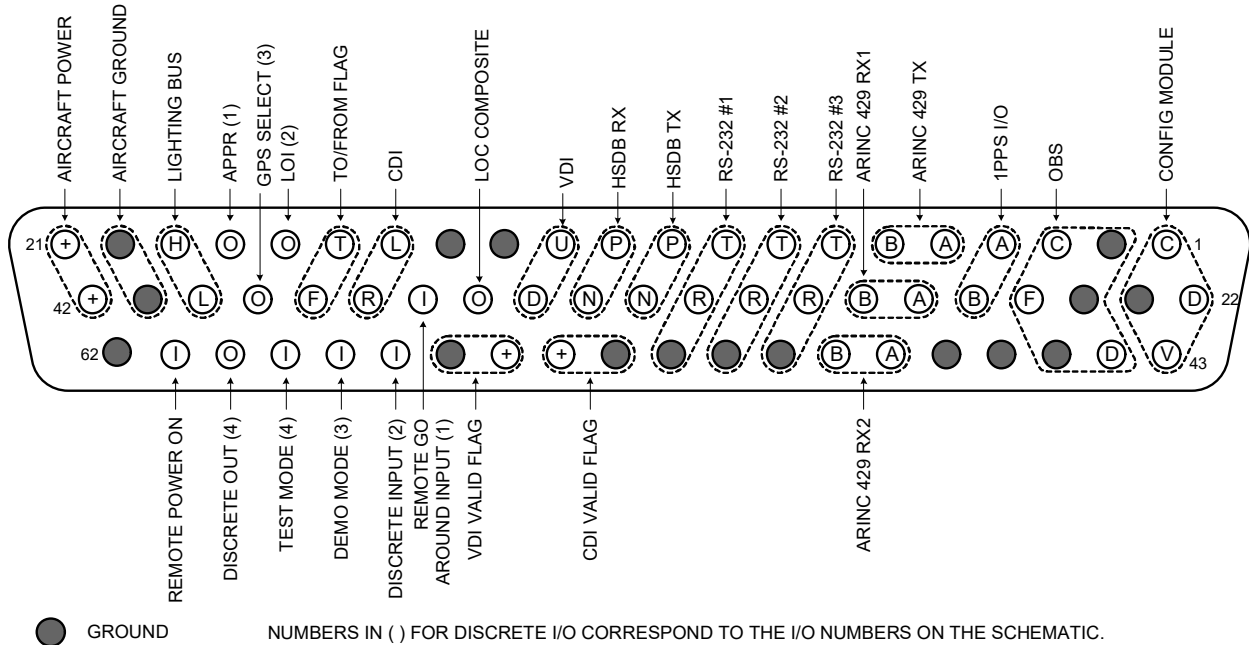 AIRCRAFT POWER
AIRCRAFT GROUND
LIGHTING BUS
APPR (1)
GPS SELECT (3)
LOI (2)
TO/FROM FLAG
CDI
LOC COMPOSITE
VDI
HSDB RX
HSDB TX
RS-232 #1
RS-232 #2
RS-232 #3
ARINC 429 RX1
ARINC 429 TX
1PPS I/O
OBS
CONFIG MODULE
21 + H O O T L U P P T T T B A A C C 1
42 + L O F R I O D N N R R R B A B F D 22
62 I O I I I + + B A D V 43
REMOTE POWER ON
DISCRETE OUT (4)
TEST MODE (4)
DEMO MODE (3)
DISCRETE INPUT (2)
REMOTE GO
AROUND INPUT (1)
VDI VALID FLAG
CDI VALID FLAG
ARINC 429 RX2
GROUND
NUMBERS IN ( ) FOR DISCRETE I/O CORRESPOND TO THE I/O NUMBERS ON THE SCHEMATIC.